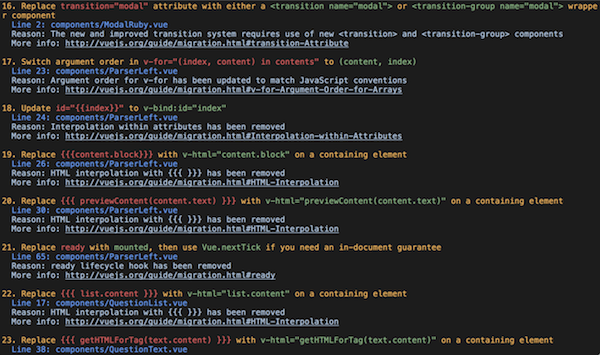 16. Replace transition="modal" attribute with either a <transition name="modal"> or <transition-group name="modal"> wrappe
r component
Line 2: components/ModalRuby.vue
Reason: The new and improved transition system requires use of new <transition> and <transition-group> components
More info: http://vuejs.org/guide/migration.html#transition-Attribute
17. Switch argument order in v-for="(index, content) in contents" to (content, index)
Line 23: components/ParserLeft.vue
Reason: Argument order for v-for has been updated to match JavaScript conventions
More info: http://vuejs.org/guide/migration.html#v-for-Argument-Order-for-Arrays
18. Update id="{{index}}" to v-bind:id="index"
Line 24: components/ParserLeft.vue
Reason: Interpolation within attributes has been removed
More info: http://vuejs.org/guide/migration.html#Interpolation-within-Attributes
19. Replace {{{content.block}}} with v-html="content.block" on a containing element
Line 26: components/ParserLeft.vue
Reason: HTML interpolation with {{{ }}} has been removed
More info: http://vuejs.org/guide/migration.html#HTML-Interpolation
20. Replace {{{ previewContent(content.text) }}} with v-html="previewContent(content.text)" on a containing element
Line 30: components/ParserLeft.vue
Reason: HTML interpolation with {{{ }}} has been removed
More info: http://vuejs.org/guide/migration.html#HTML-Interpolation
21. Replace ready with mounted, then use Vue.nextTick if you need an in-document guarantee
Line 65: components/ParserLeft.vue
Reason: ready lifecycle hook has been removed
More info: http://vuejs.org/guide/migration.html#ready
22. Replace {{{ list.content }}} with v-html="list.content" on a containing element
Line 17: components/QuestionList.vue
Reason: HTML interpolation with {{{ }}} has been removed
More info: http://vuejs.org/guide/migration.html#HTML-Interpolation
23. Replace {{{ getHTMLForTag(text.content) }}} with v-html="getHTMLForTag(text.content)" on a containing element
Line 38: components/QuestionText.vue